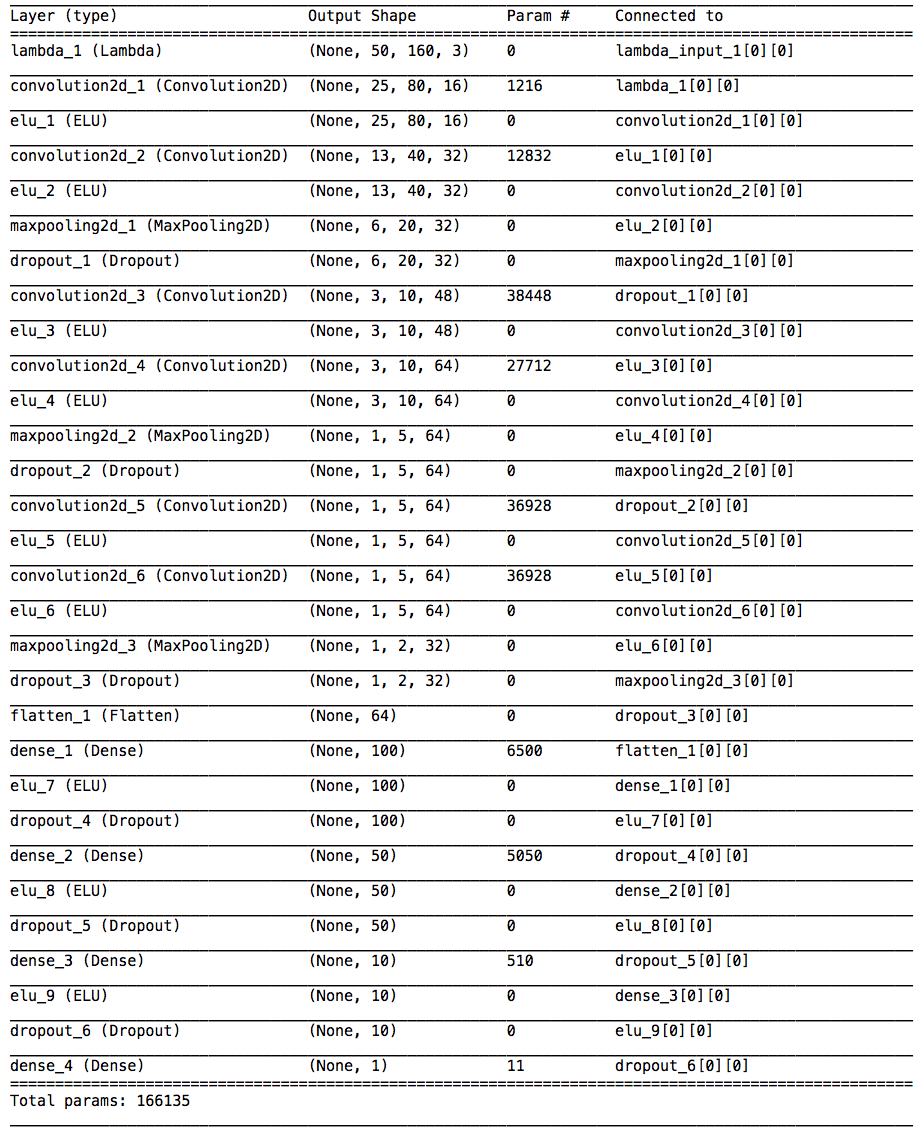 Layer (type) Output Shape Param # Connected to
====================================================================================================
lambda_1 (Lambda) (None, 50, 160, 3) 0 lambda_input_1[0][0]
convolution2d_1 (Convolution2D) (None, 25, 80, 16) 1216 lambda_1[0][0]
elu_1 (ELU) (None, 25, 80, 16) 0 convolution2d_1[0][0]
convolution2d_2 (Convolution2D) (None, 13, 40, 32) 12832 elu_1[0][0]
elu_2 (ELU) (None, 13, 40, 32) 0 convolution2d_2[0][0]
maxpooling2d_1 (MaxPooling2D) (None, 6, 20, 32) 0 elu_2[0][0]
dropout_1 (Dropout) (None, 6, 20, 32) 0 maxpooling2d_1[0][0]
convolution2d_3 (Convolution2D) (None, 3, 10, 48) 38448 dropout_1[0][0]
elu_3 (ELU) (None, 3, 10, 48) 0 convolution2d_3[0][0]
convolution2d_4 (Convolution2D) (None, 3, 10, 64) 27712 elu_3[0][0]
elu_4 (ELU) (None, 3, 10, 64) 0 convolution2d_4[0][0]
maxpooling2d_2 (MaxPooling2D) (None, 1, 5, 64) 0 elu_4[0][0]
dropout_2 (Dropout) (None, 1, 5, 64) 0 maxpooling2d_2[0][0]
convolution2d_5 (Convolution2D) (None, 1, 5, 64) 36928 dropout_2[0][0]
elu_5 (ELU) (None, 1, 5, 64) 0 convolution2d_5[0][0]
convolution2d_6 (Convolution2D) (None, 1, 5, 64) 36928 elu_5[0][0]
elu_6 (ELU) (None, 1, 5, 64) 0 convolution2d_6[0][0]
maxpooling2d_3 (MaxPooling2D) (None, 1, 2, 32) 0 elu_6[0][0]
dropout_3 (Dropout) (None, 1, 2, 32) 0 maxpooling2d_3[0][0]
flatten_1 (Flatten) (None, 64) 0 dropout_3[0][0]
dense_1 (Dense) (None, 100) 6500 flatten_1[0][0]
elu_7 (ELU) (None, 100) 0 dense_1[0][0]
dropout_4 (Dropout) (None, 100) 0 elu_7[0][0]
dense_2 (Dense) (None, 50) 5050 dropout_4[0][0]
elu_8 (ELU) (None, 50) 0 dense_2[0][0]
dropout_5 (Dropout) (None, 50) 0 elu_8[0][0]
dense_3 (Dense) (None, 10) 510 dropout_5[0][0]
elu_9 (ELU) (None, 10) 0 dense_3[0][0]
dropout_6 (Dropout) (None, 10) 0 elu_9[0][0]
dense_4 (Dense) (None, 1) 11 dropout_6[0][0]
====================================================================================================
Total params: 166135